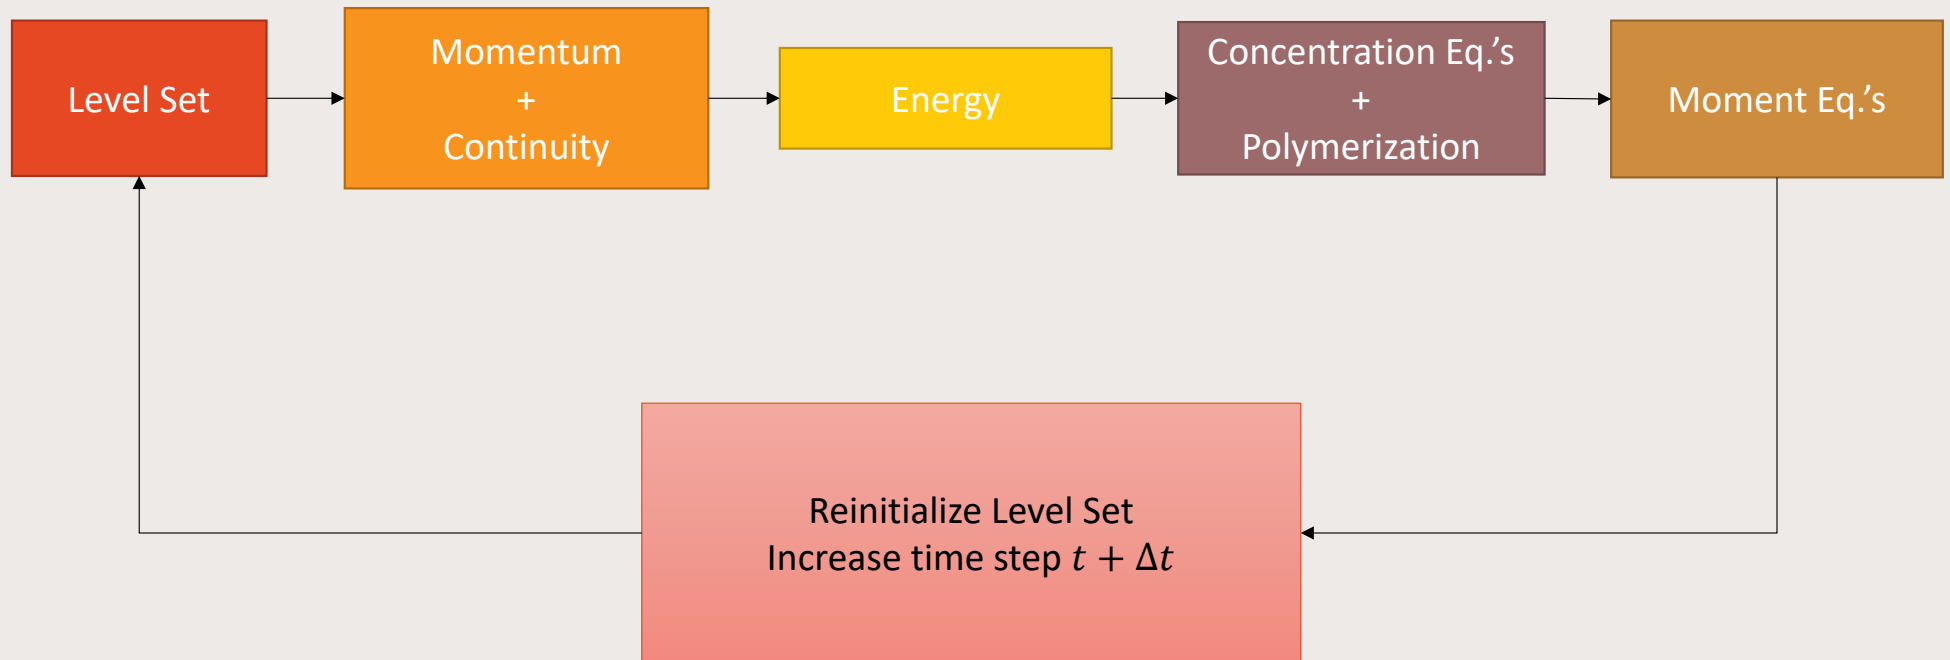 Level Set
Momentum
+
Continuity
Energy
Concentration Eq.’s
+
Polymerization
Moment Eq.’s
Reinitialize Level Set
Increase time step 𝑡 + Δ𝑡